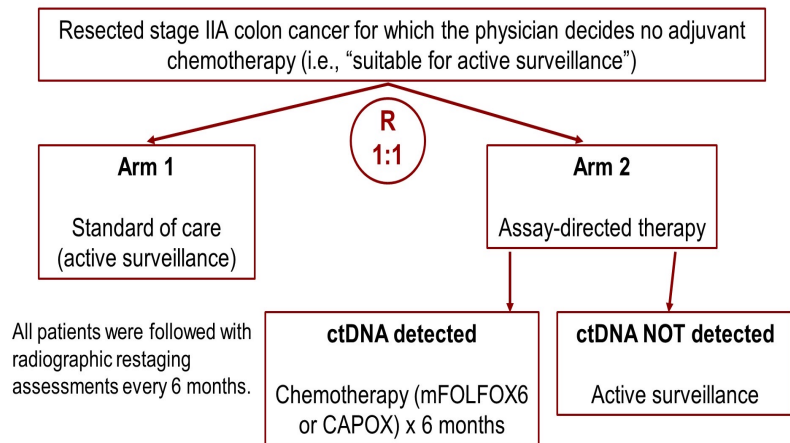 Resected stage IIA colon cancer for which the physician decides no adjuvant
chemotherapy (i.e., “suitable for active surveillance”)
R
1:1
Arm 1
Standard of care
(active surveillance)
Arm 2
Assay-directed therapy
All patients were followed with
radiographic restaging
assessments every 6 months.
ctDNA detected
Chemotherapy (mFOLFOX6
or CAPOX) x 6 months
ctDNA NOT detected
Active surveillance